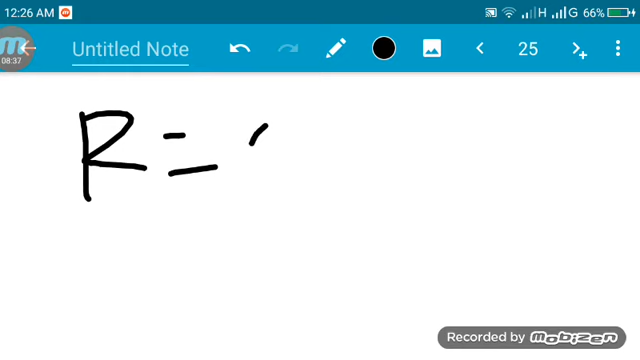 12:26 AM H G 66%
08:37 Untitled Note 25
R =
Recorded by mobizen